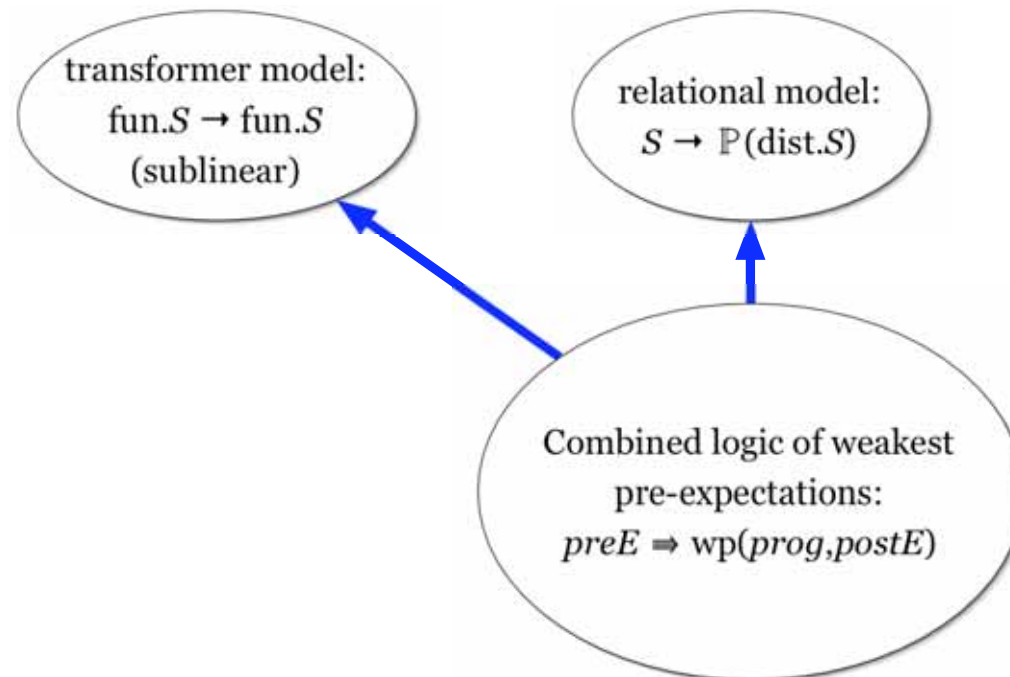 transformer model:
fun.S → fun.S
(sublinear)
relational model:
S → ℙ(dist.S)
Combined logic of weakest
pre-expectations:
preE ⇛ wp(prog,postE)